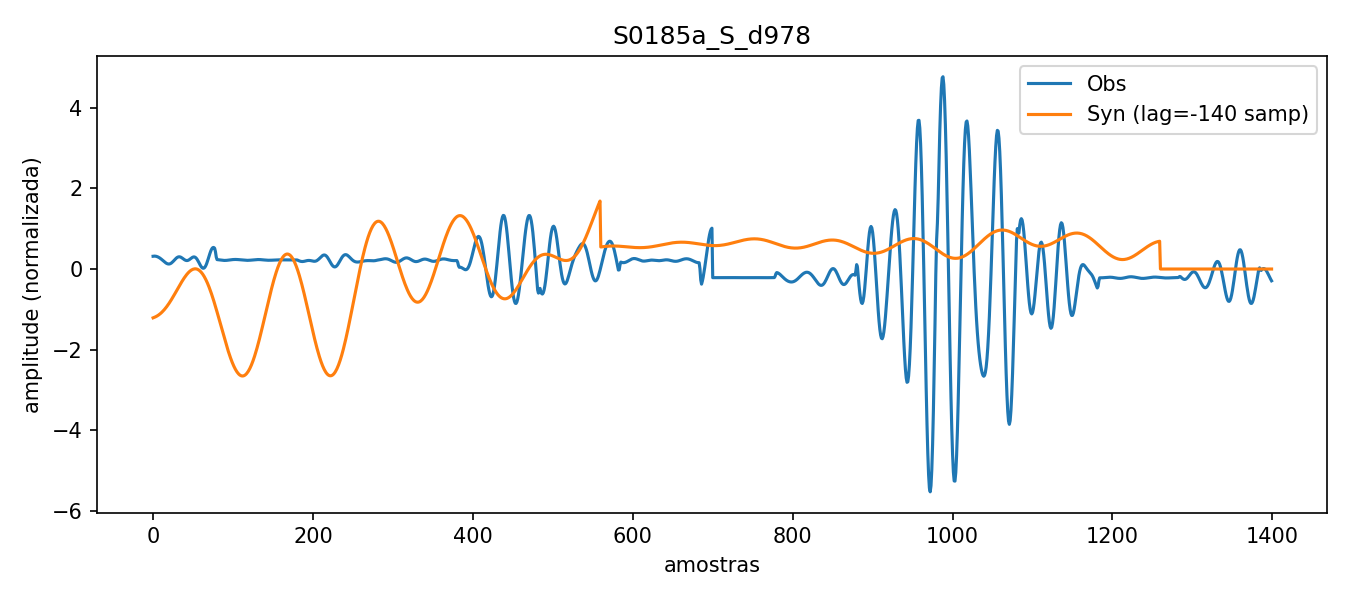 S0185a_S_d978
Obs
Syn (lag=-140 samp)
amplitude (normalizada)
4
2
0
−2
−4
−6
0 200 400 600 800 1000 1200 1400
amostras